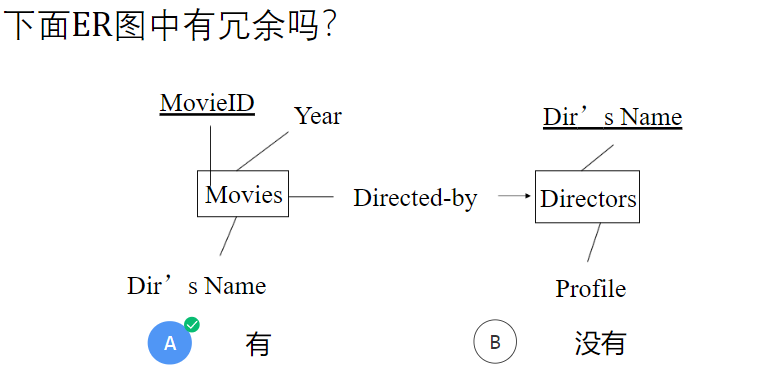 下面ER图中有冗余吗？
MovieID
Year
Dir’s Name
Movies
Directed-by
Directors
Dir’s Name
Profile
A 有
B 没有